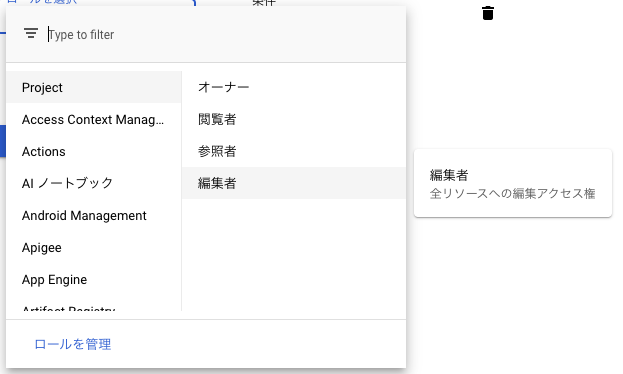 ロールを選択
条件
Type to filter
Project
Access Context Manag...
Actions
AI ノートブック
Android Management
Apigee
App Engine
Artifact Registry
オーナー
閲覧者
参照者
編集者
編集者
全リソースへの編集アクセス権
ロールを管理